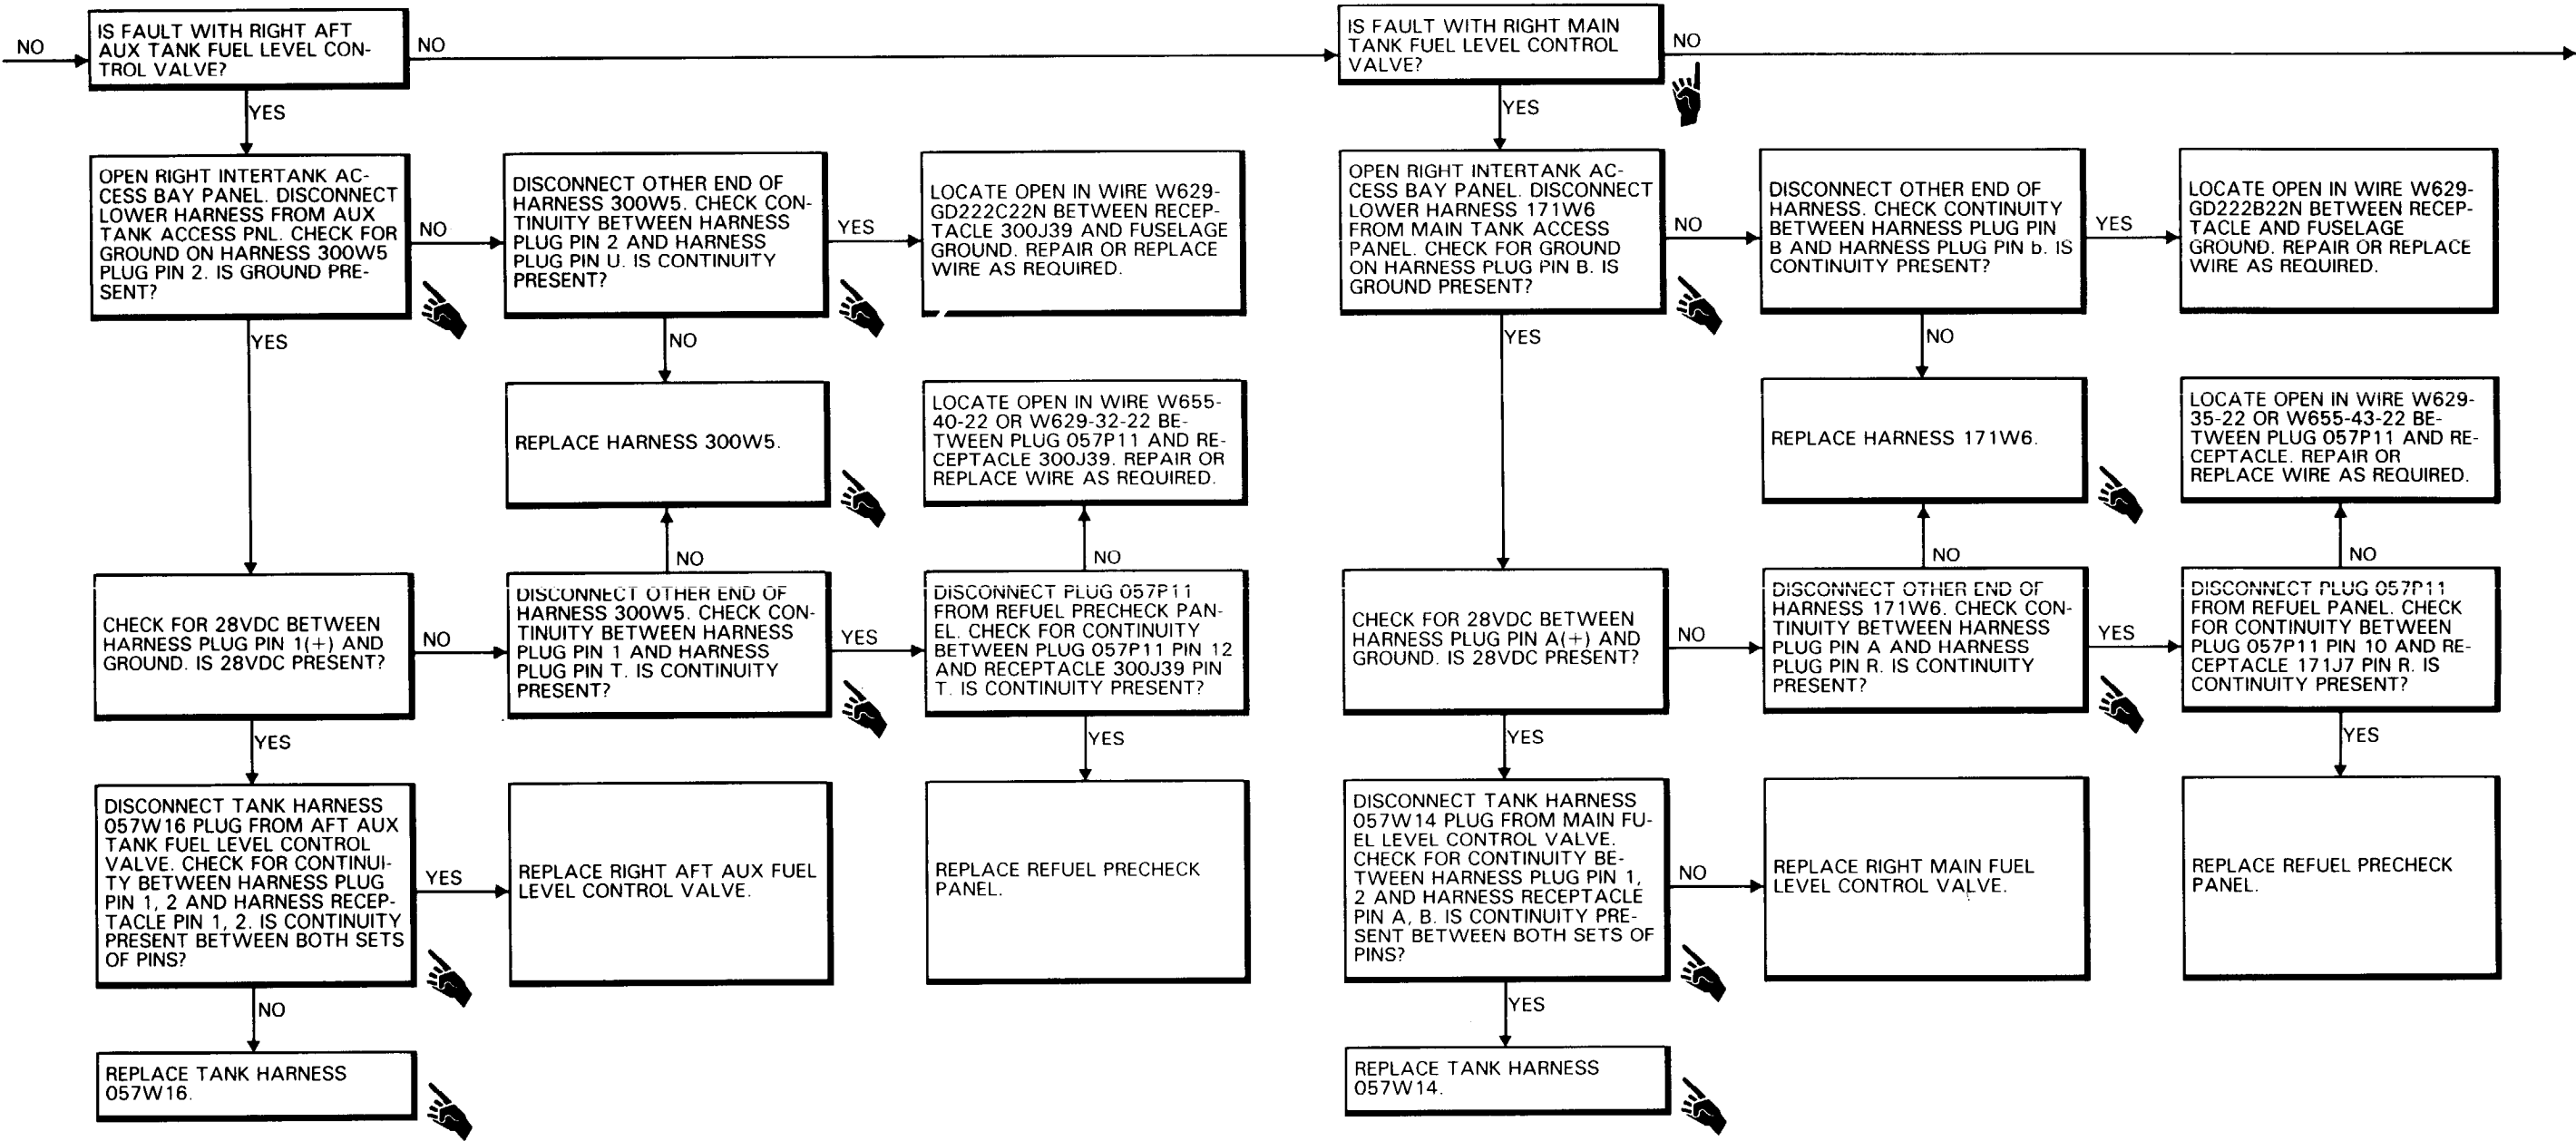 NO
IS FAULT WITH RIGHT AFT
AUX TANK FUEL LEVEL CON-
TROL VALVE?
NO
YES
OPEN RIGHT INTERTANK AC-
CESS BAY PANEL. DISCONNECT
LOWER HARNESS FROM AUX
TANK ACCESS PNL. CHECK FOR
GROUND ON HARNESS 300W5
PLUG PIN 2. IS GROUND PRE-
SENT?
NO
YES
DISCONNECT OTHER END OF
HARNESS 300W5. CHECK CON-
TINUITY BETWEEN HARNESS
PLUG PIN 2 AND HARNESS
PLUG PIN U. IS CONTINUITY
PRESENT?
YES
NO
LOCATE OPEN IN WIRE W629-
GD222C22N BETWEEN RECEP-
TACLE 300J39 AND FUSELAGE
GROUND. REPAIR OR REPLACE
WIRE AS REQUIRED.
REPLACE HARNESS 300W5.
NO
LOCATE OPEN IN WIRE W655-
40-22 OR W629-32-22 BE-
TWEEN PLUG 057P11 AND RE-
CEPTACLE 300J39. REPAIR OR
REPLACE WIRE AS REQUIRED.
NO
CHECK FOR 28VDC BETWEEN
HARNESS PLUG PIN 1(+) AND
GROUND. IS 28VDC PRESENT?
NO
YES
DISCONNECT OTHER END OF
HARNESS 300W5. CHECK CON-
TINUITY BETWEEN HARNESS
PLUG PIN 1 AND HARNESS
PLUG PIN T. IS CONTINUITY
PRESENT?
YES
DISCONNECT PLUG 057P11
FROM REFUEL PRECHECK PAN-
EL. CHECK FOR CONTINUITY
BETWEEN PLUG 057P11 PIN 12
AND RECEPTACLE 300J39 PIN
T. IS CONTINUITY PRESENT?
YES
DISCONNECT TANK HARNESS
057W16 PLUG FROM AFT AUX
TANK FUEL LEVEL CONTROL
VALVE. CHECK FOR CONTINUI-
TY BETWEEN HARNESS PLUG
PIN 1, 2 AND HARNESS RECEP-
TACLE PIN 1, 2. IS CONTINUITY
PRESENT BETWEEN BOTH SETS
OF PINS?
YES
NO
REPLACE RIGHT AFT AUX FUEL
LEVEL CONTROL VALVE.
REPLACE REFUEL PRECHECK
PANEL.
REPLACE TANK HARNESS
057W16.
IS FAULT WITH RIGHT MAIN
TANK FUEL LEVEL CONTROL
VALVE?
NO
YES
OPEN RIGHT INTERTANK AC-
CESS BAY PANEL. DISCONNECT
LOWER HARNESS 171W6
FROM MAIN TANK ACCESS
PANEL. CHECK FOR GROUND
ON HARNESS PLUG PIN B. IS
GROUND PRESENT?
NO
YES
DISCONNECT OTHER END OF
HARNESS. CHECK CONTINUITY
BETWEEN HARNESS PLUG PIN
B AND HARNESS PLUG PIN b. IS
CONTINUITY PRESENT?
YES
NO
LOCATE OPEN IN WIRE W629-
GD222B22N BETWEEN RECEP-
TACLE AND FUSELAGE
GROUND. REPAIR OR REPLACE
WIRE AS REQUIRED.
REPLACE HARNESS 171W6.
NO
LOCATE OPEN IN WIRE W629-
35-22 OR W655-43-22 BE-
TWEEN PLUG 057P11 AND RE-
CEPTACLE. REPAIR OR
REPLACE WIRE AS REQUIRED.
NO
CHECK FOR 28VDC BETWEEN
HARNESS PLUG PIN A(+) AND
GROUND. IS 28VDC PRESENT?
NO
YES
DISCONNECT OTHER END OF
HARNESS 171W6. CHECK CON-
TINUITY BETWEEN HARNESS
PLUG PIN A AND HARNESS
PLUG PIN R. IS CONTINUITY
PRESENT?
YES
DISCONNECT PLUG 057P11
FROM REFUEL PANEL. CHECK
FOR CONTINUITY BETWEEN
PLUG 057P11 PIN 10 AND RE-
CEPTACLE 171J7 PIN R. IS
CONTINUITY PRESENT?
YES
DISCONNECT TANK HARNESS
057W14 PLUG FROM MAIN FU-
EL LEVEL CONTROL VALVE.
CHECK FOR CONTINUITY BE-
TWEEN HARNESS PLUG PIN 1,
2 AND HARNESS RECEPTACLE
PIN A, B. IS CONTINUITY PRE-
SENT BETWEEN BOTH SETS OF
PINS?
NO
YES
REPLACE RIGHT MAIN FUEL
LEVEL CONTROL VALVE.
REPLACE REFUEL PRECHECK
PANEL.
REPLACE TANK HARNESS
057W14.